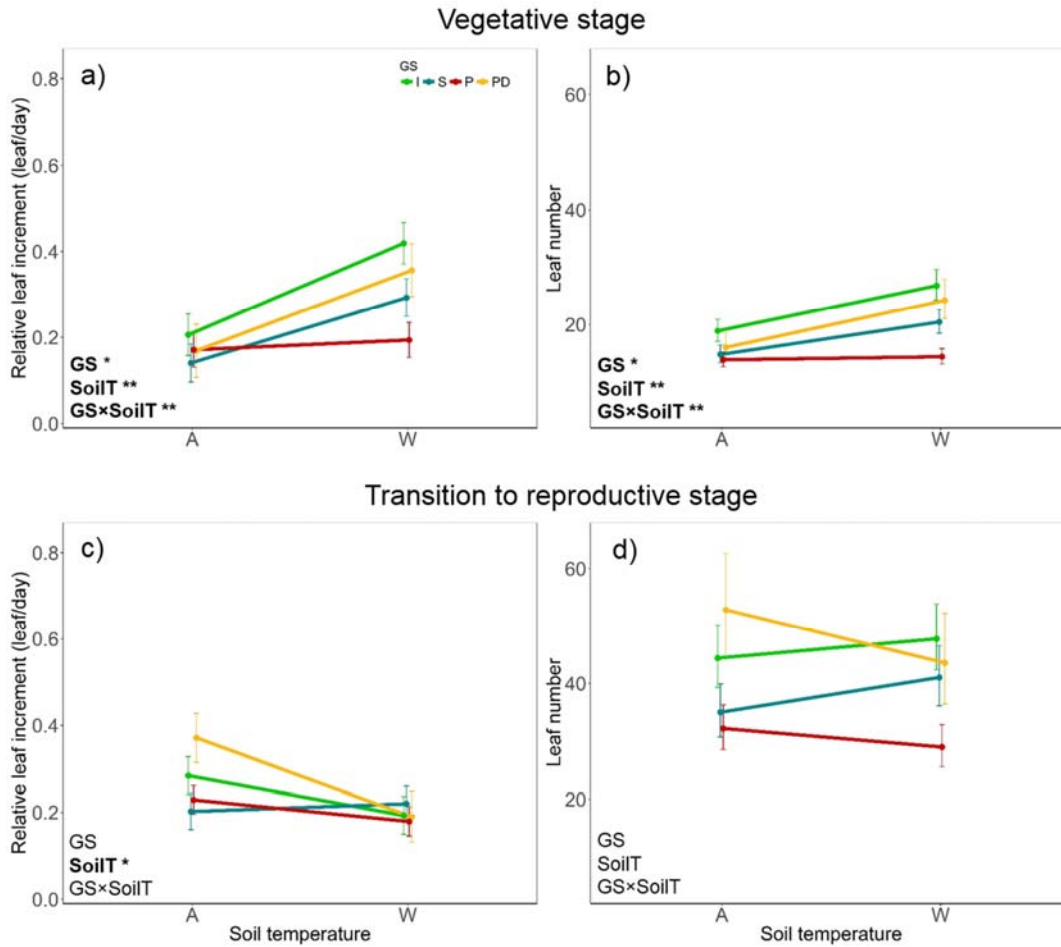 Vegetative stage
a)
GS
I S P PD
Relative leaf increment (leaf/day)
0.8
0.6
0.4
0.2
0.0
GS *
SoilT **
GS×SoilT **
A W
b)
Leaf number
60
40
20
GS *
SoilT **
GS×SoilT **
A W
Transition to reproductive stage
c)
Relative leaf increment (leaf/day)
0.8
0.6
0.4
0.2
0.0
GS
SoilT *
GS×SoilT
A W
Soil temperature
d)
Leaf number
60
40
20
GS
SoilT
GS×SoilT
A W
Soil temperature